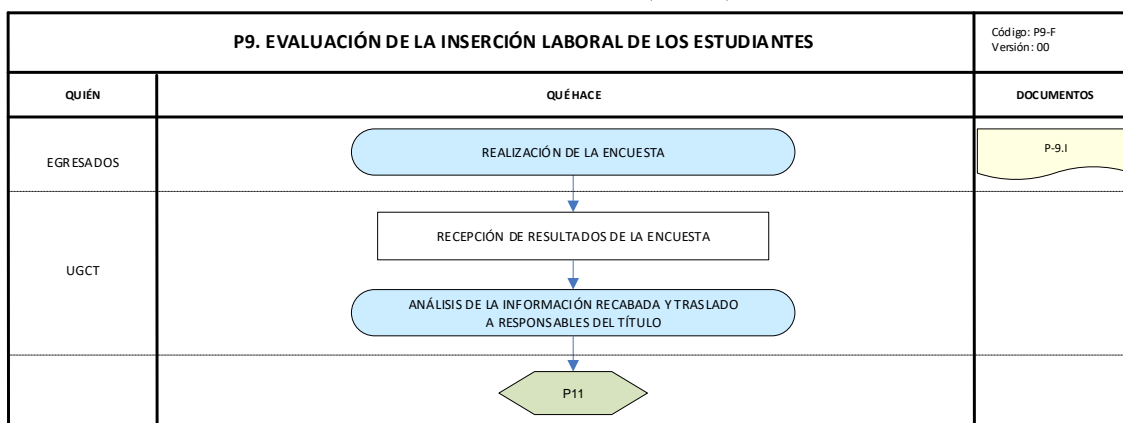 P9. EVALUACIÓN DE LA INSERCIÓN LABORAL DE LOS ESTUDIANTES
Código: P9-F
Versión: 00
QUIÉN
QUÉ HACE
DOCUMENTOS
EGRESADOS
REALIZACIÓN DE LA ENCUESTA
P-9.I
UGCT
RECEPCIÓN DE RESULTADOS DE LA ENCUESTA
ANÁLISIS DE LA INFORMACIÓN RECABADA Y TRASLADO
A RESPONSABLES DEL TÍTULO
P11